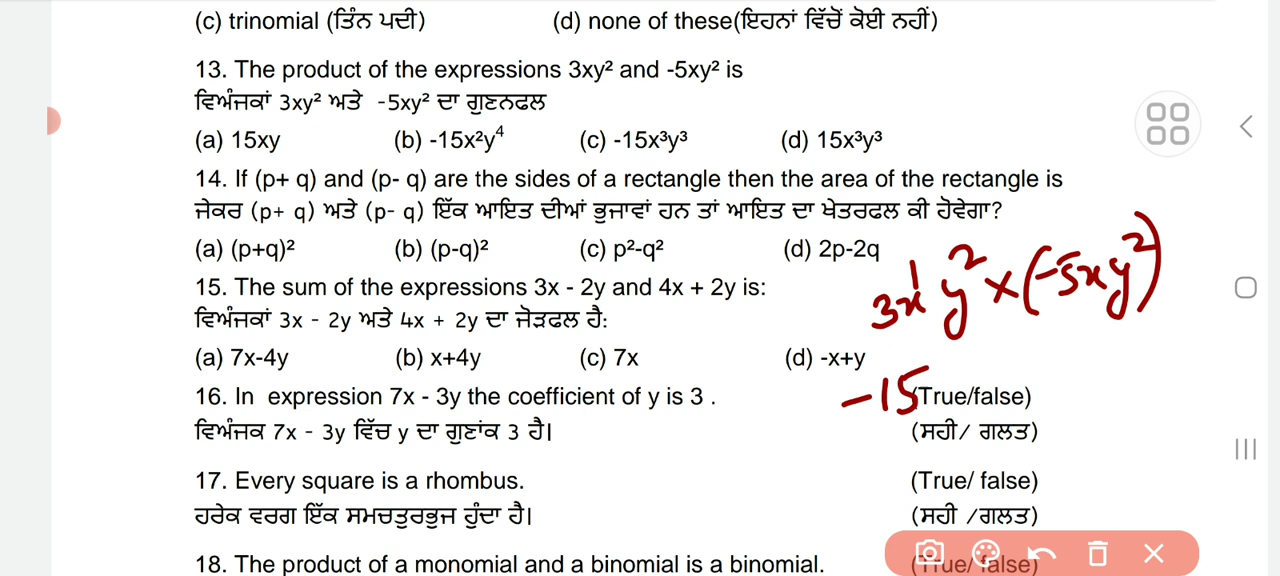 (c) trinomial (ਤਿੰਨ ਪਦੀ) (d) none of these(ਇਹਨਾਂ ਵਿੱਚੋਂ ਕੋਈ ਨਹੀਂ)
13. The product of the expressions 3xy² and -5xy² is
ਵਿਅੰਜਕਾਂ 3xy² ਅਤੇ -5xy² ਦਾ ਗੁਣਨਫਲ
(a) 15xy (b) -15x²y⁴ (c) -15x³y³ (d) 15x³y³
14. If (p+ q) and (p- q) are the sides of a rectangle then the area of the rectangle is
ਜੇਕਰ (p+ q) ਅਤੇ (p- q) ਇੱਕ ਆਇਤ ਦੀਆਂ ਭੁਜਾਵਾਂ ਹਨ ਤਾਂ ਆਇਤ ਦਾ ਖੇਤਰਫਲ ਕੀ ਹੋਵੇਗਾ?
(a) (p+q)² (b) (p-q)² (c) p²-q² (d) 2p-2q
3x¹y²×(-5xy²)
15. The sum of the expressions 3x - 2y and 4x + 2y is:
ਵਿਅੰਜਕਾਂ 3x - 2y ਅਤੇ 4x + 2y ਦਾ ਜੋੜਫਲ ਹੈ:
(a) 7x-4y (b) x+4y (c) 7x (d) -x+y
-15
16. In expression 7x - 3y the coefficient of y is 3 . (True/false)
ਵਿਅੰਜਕ 7x - 3y ਵਿੱਚ y ਦਾ ਗੁਣਾਂਕ 3 ਹੈ। (ਸਹੀ/ ਗਲਤ)
17. Every square is a rhombus. (True/ false)
ਹਰੇਕ ਵਰਗ ਇੱਕ ਸਮਚਤੁਰਭੁਜ ਹੁੰਦਾ ਹੈ। (ਸਹੀ /ਗਲਤ)
18. The product of a monomial and a binomial is a binomial. (True/ false)